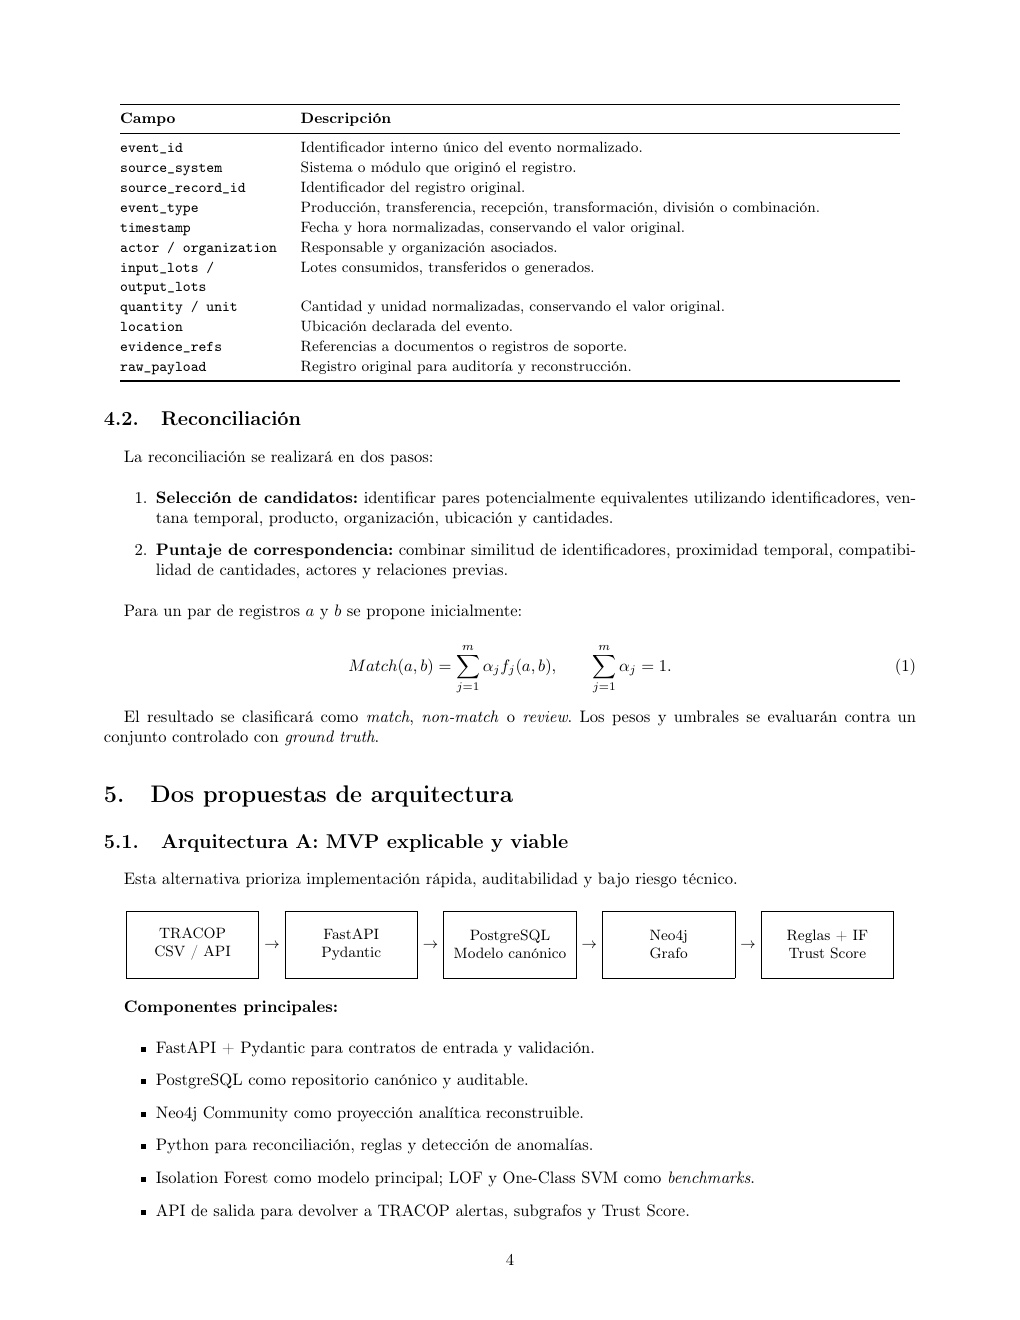 Campo Descripción
event_id Identificador interno único del evento normalizado.
source_system Sistema o módulo que originó el registro.
source_record_id Identificador del registro original.
event_type Producción, transferencia, recepción, transformación, división o combinación.
timestamp Fecha y hora normalizadas, conservando el valor original.
actor / organization Responsable y organización asociados.
input_lots / Lotes consumidos, transferidos o generados.
output_lots
quantity / unit Cantidad y unidad normalizadas, conservando el valor original.
location Ubicación declarada del evento.
evidence_refs Referencias a documentos o registros de soporte.
raw_payload Registro original para auditoría y reconstrucción.
4.2. Reconciliación
La reconciliación se realizará en dos pasos:
1. Selección de candidatos: identificar pares potencialmente equivalentes utilizando identificadores, ven-
tana temporal, producto, organización, ubicación y cantidades.
2. Puntaje de correspondencia: combinar similitud de identificadores, proximidad temporal, compatibi-
lidad de cantidades, actores y relaciones previas.
Para un par de registros a y b se propone inicialmente:
Match(a, b) = ∑_{j=1}^{m} α_j f_j(a, b), ∑_{j=1}^{m} α_j = 1. (1)
El resultado se clasificará como match, non-match o review. Los pesos y umbrales se evaluarán contra un
conjunto controlado con ground truth.
5. Dos propuestas de arquitectura
5.1. Arquitectura A: MVP explicable y viable
Esta alternativa prioriza implementación rápida, auditabilidad y bajo riesgo técnico.
TRACOP → FastAPI → PostgreSQL → Neo4j → Reglas + IF
CSV / API Pydantic Modelo canónico Grafo Trust Score
Componentes principales:
▪ FastAPI + Pydantic para contratos de entrada y validación.
▪ PostgreSQL como repositorio canónico y auditable.
▪ Neo4j Community como proyección analítica reconstruible.
▪ Python para reconciliación, reglas y detección de anomalías.
▪ Isolation Forest como modelo principal; LOF y One-Class SVM como benchmarks.
▪ API de salida para devolver a TRACOP alertas, subgrafos y Trust Score.
4